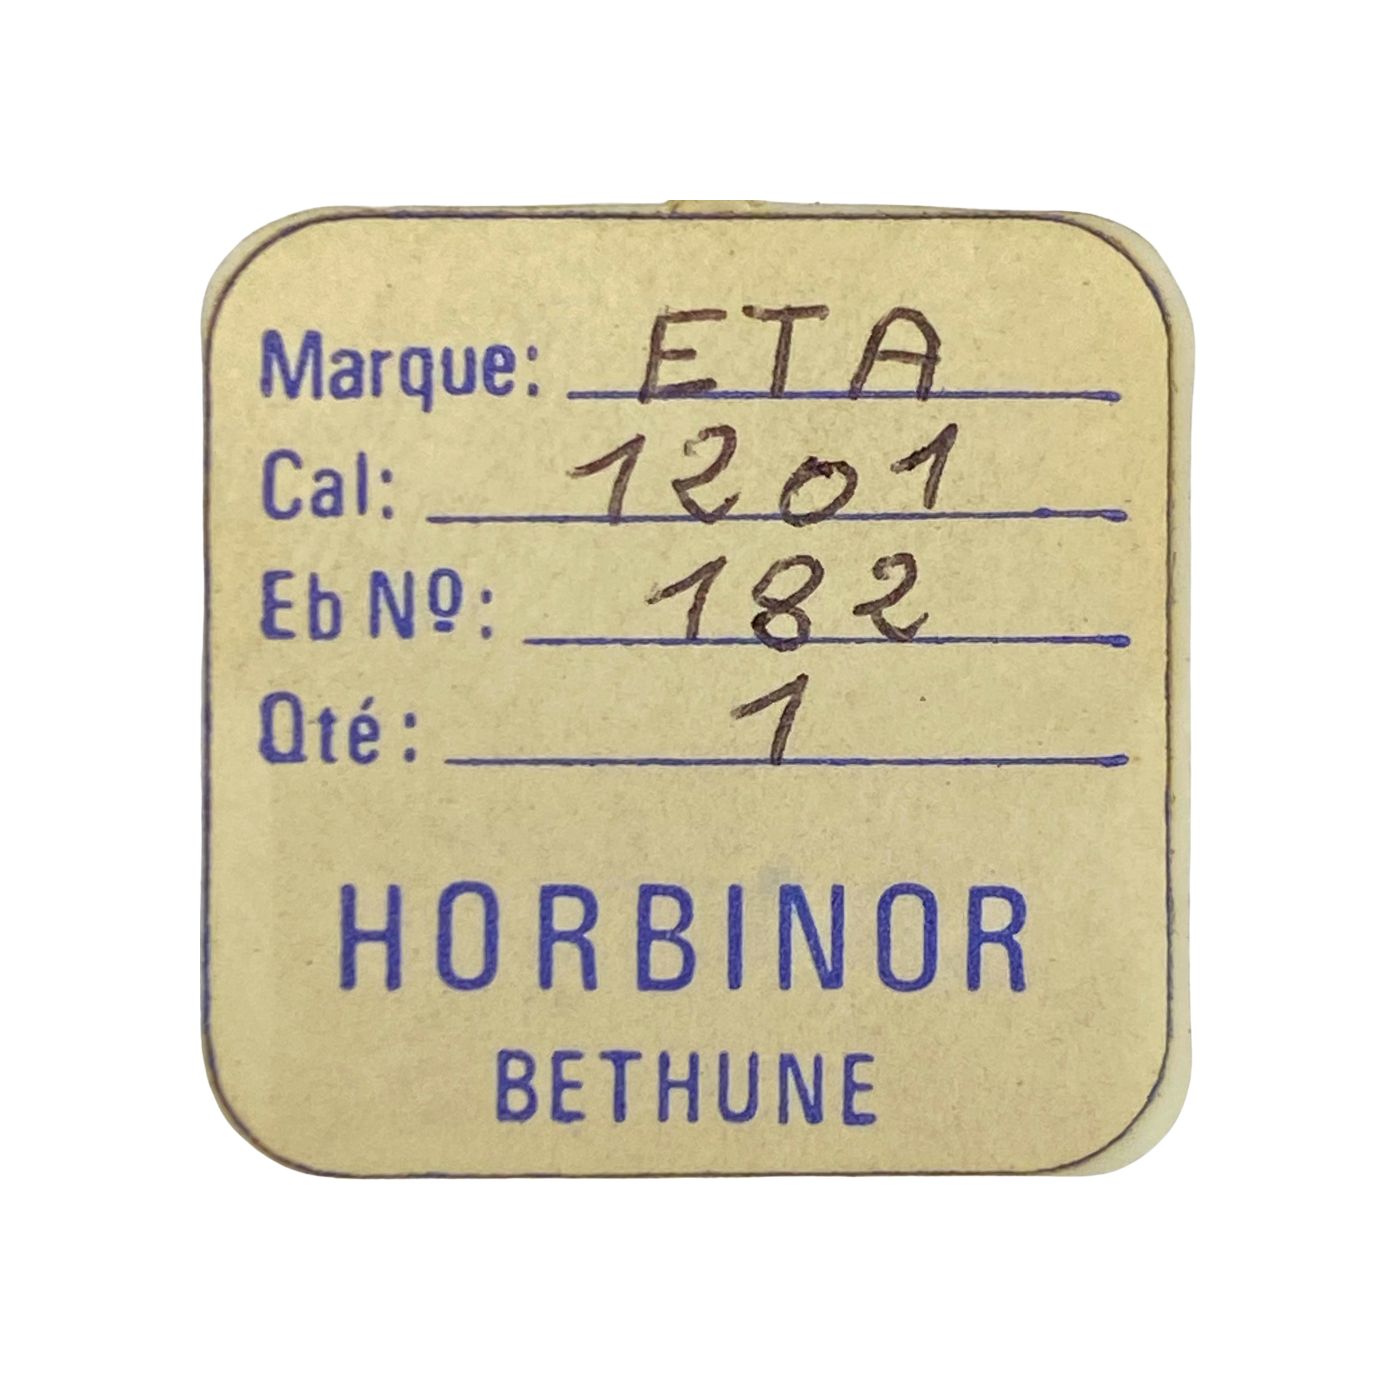 Marque: ETA
Cal: 1201
Eb Nº: 182
Qté: 1
HORBINOR
BETHUNE